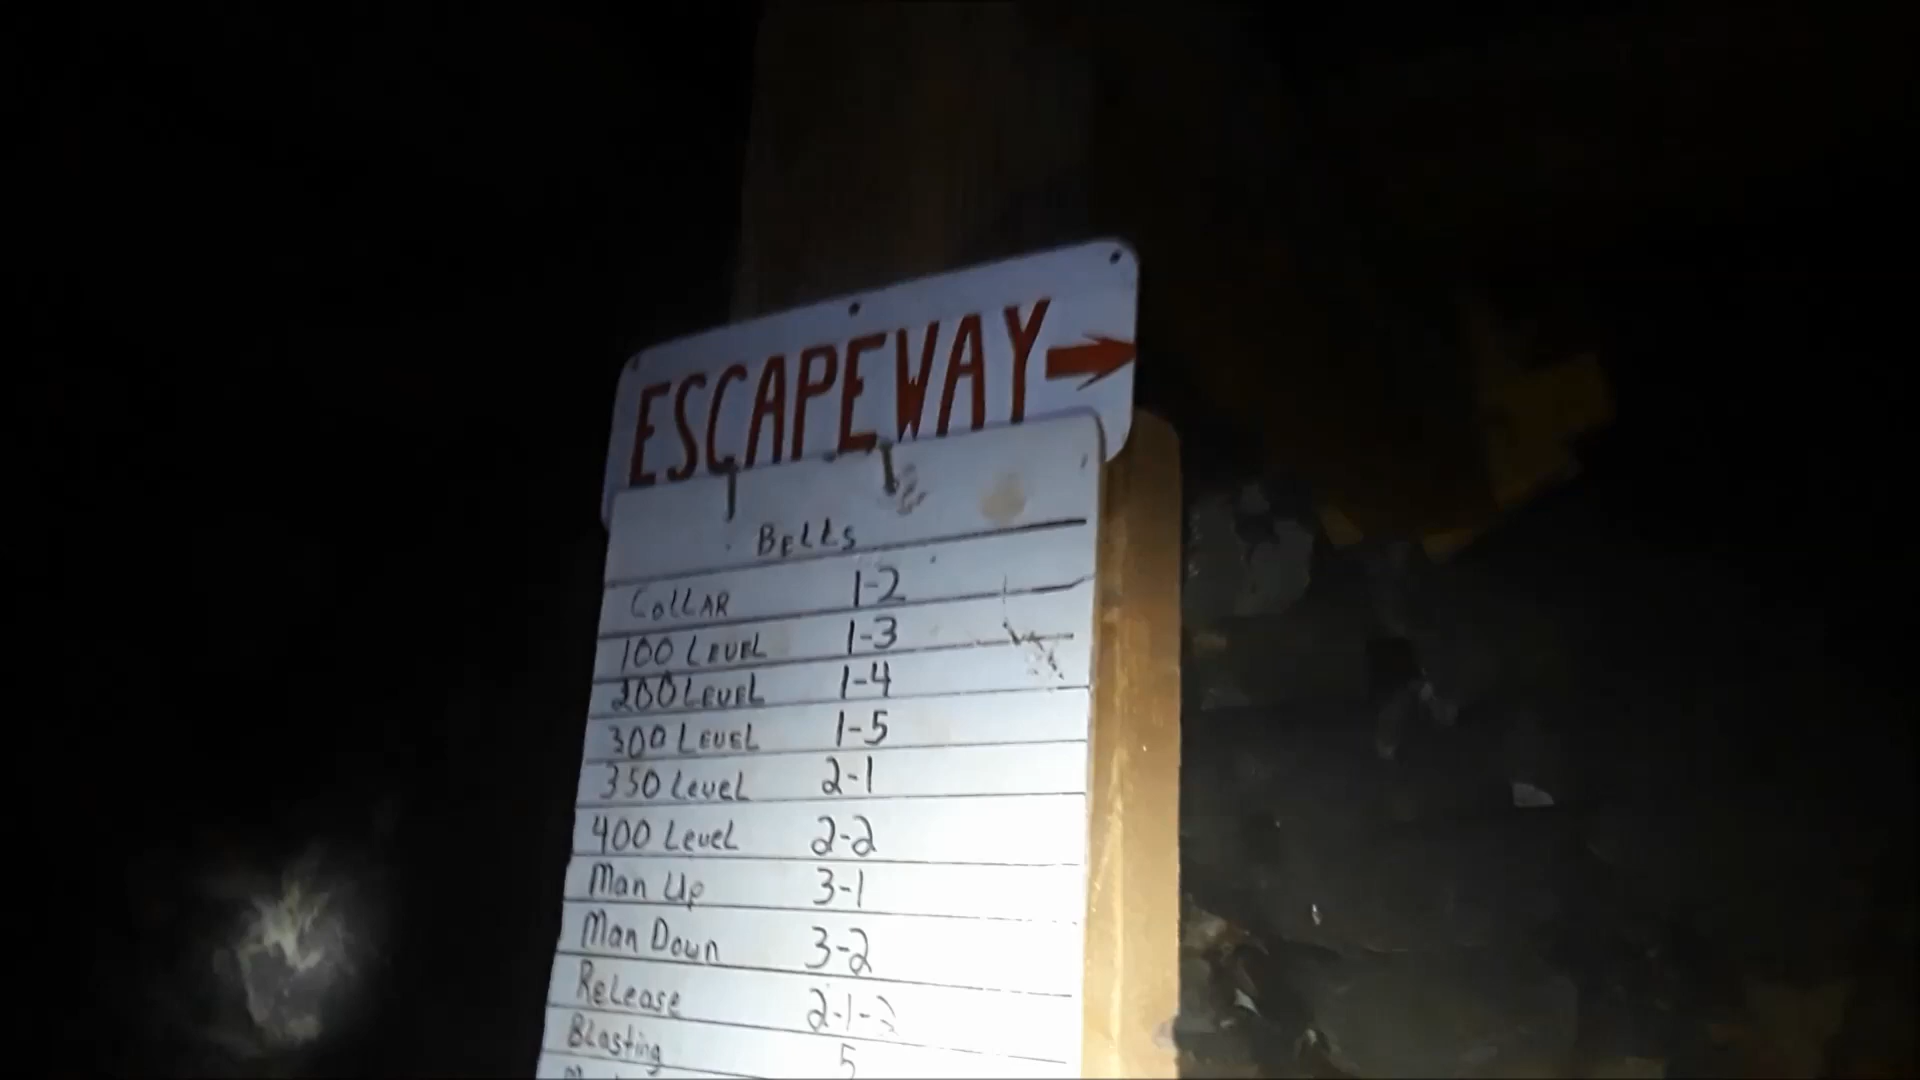 ESCAPEWAY
BELLS
COLLAR 1-2
100 LEVEL 1-3
200 LEVEL 1-4
300 LEVEL 1-5
350 Level 2-1
400 Level 2-2
Man Up 3-1
Man Down 3-2
Release 2-1-2
Blasting 5